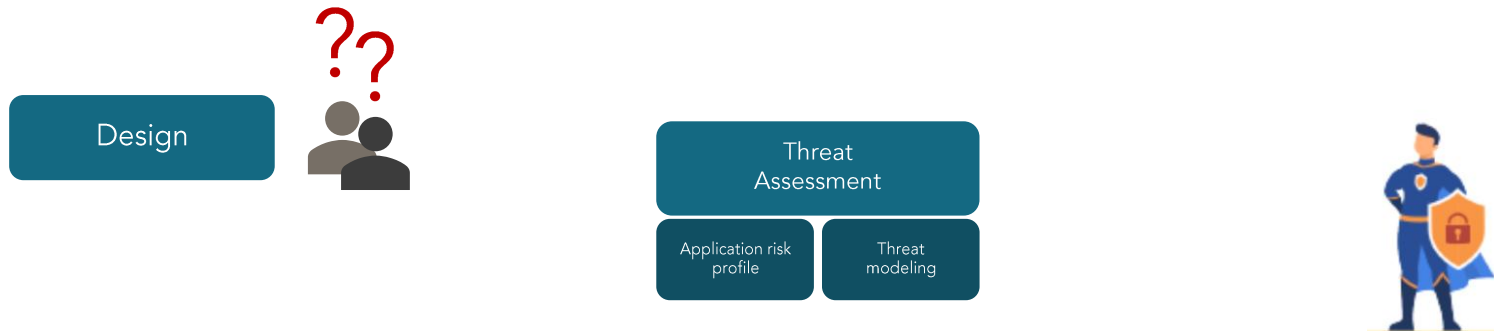 ??
Design
Threat
Assessment
Application risk
profile
Threat
modeling